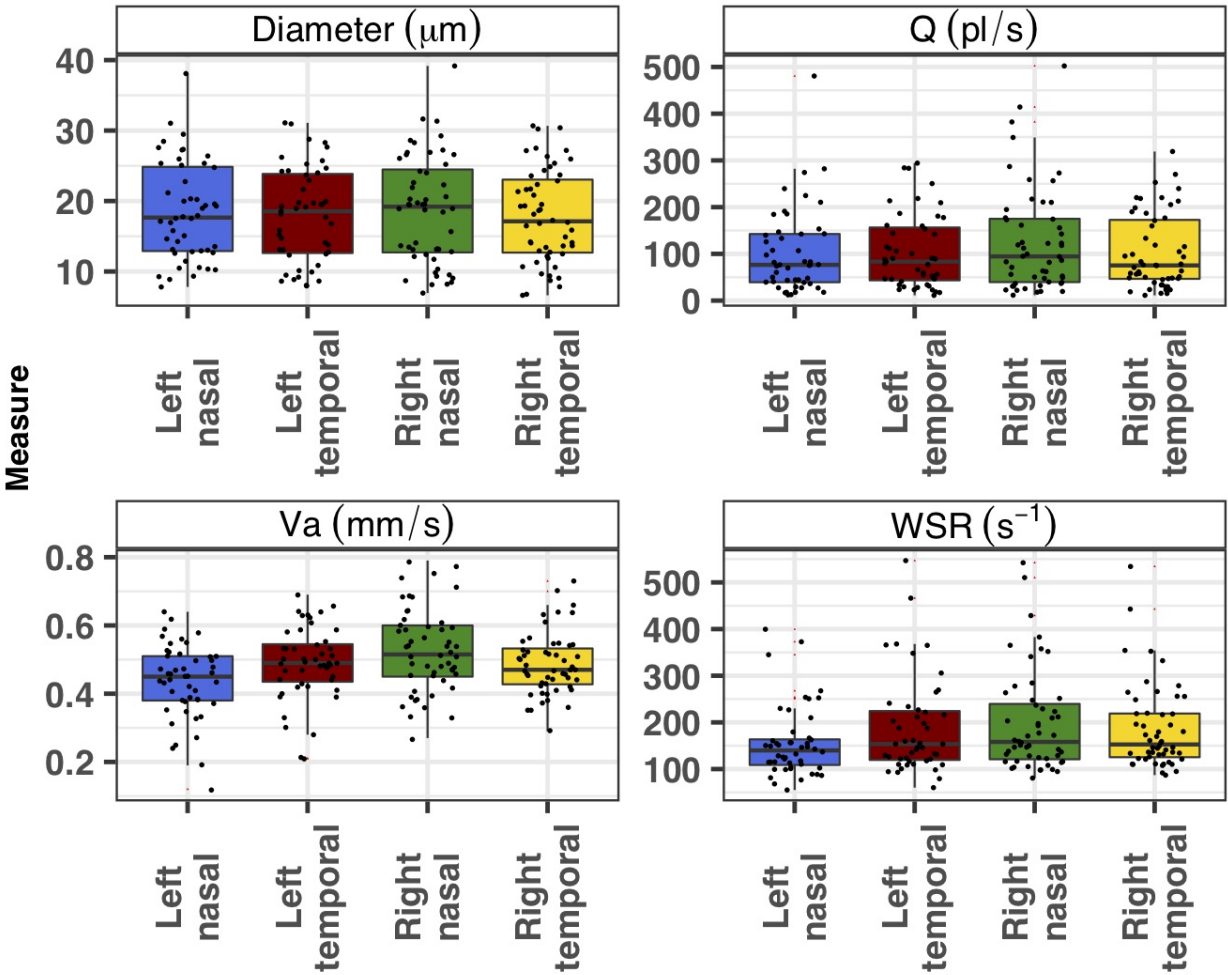 Measure
Diameter (μm)
40
30
20
10
Left
nasal
Left
temporal
Right
nasal
Right
temporal
Q (pl/s)
500
400
300
200
100
0
Left
nasal
Left
temporal
Right
nasal
Right
temporal
Va (mm/s)
0.8
0.6
0.4
0.2
Left
nasal
Left
temporal
Right
nasal
Right
temporal
WSR (s⁻¹)
500
400
300
200
100
Left
nasal
Left
temporal
Right
nasal
Right
temporal